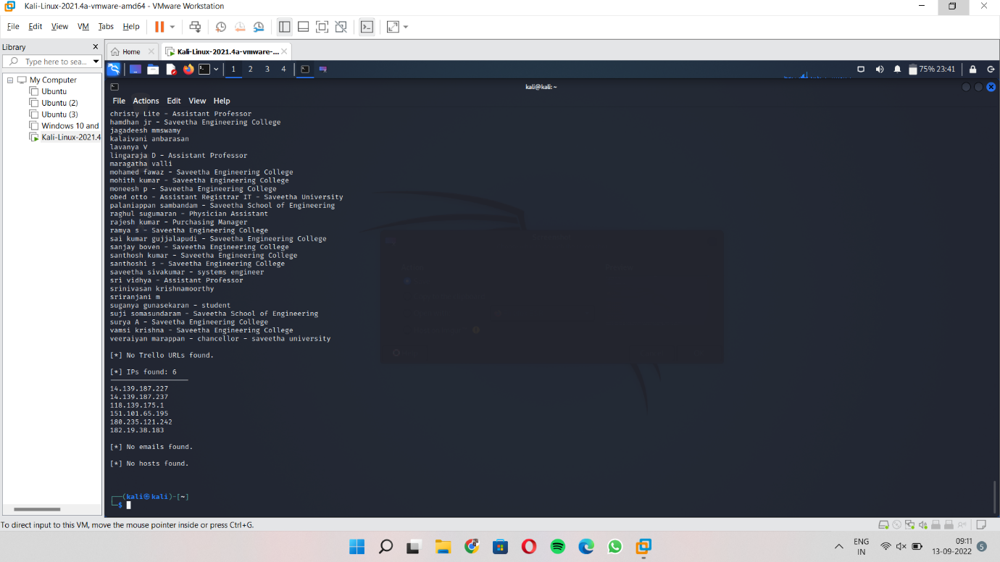 Kali-Linux-2021.4a-vmware-amd64 - VMware Workstation
File Edit View VM Tabs Help
Library
Type here to sea...
My Computer
Ubuntu
Ubuntu (2)
Ubuntu (3)
Windows 10 and
Kali-Linux-2021.4
Home
Kali-Linux-2021.4a-vmware-...
1 2 3 4
75% 23:41
kali@kali: ~
File Actions Edit View Help
christy Lite - Assistant Professor
hamdhan jr - Saveetha Engineering College
jagadeesh mmswamy
kalaivani anbarasan
lavanya V
lingaraja D - Assistant Professor
maragatha valli
mohamed fawaz - Saveetha Engineering College
mohith kumar - Saveetha Engineering College
moneesh p - Saveetha Engineering College
obed otto - Assistant Registrar IT - Saveetha University
palaniappan sambandam - Saveetha School of Engineering
raghul sugumaran - Physician Assistant
rajesh kumar - Purchasing Manager
ramya s - Saveetha Engineering College
sai kumar gujjalapudi - Saveetha Engineering College
sanjay boven - Saveetha Engineering College
santhosh kumar - Saveetha Engineering College
santhoshi s - Saveetha Engineering College
saveetha sivakumar - systems engineer
sri vidhya - Assistant Professor
srinivasan krishnamoorthy
sriranjani m
suganya gunasekaran - student
suji somasundaram - Saveetha School of Engineering
surya A - Saveetha Engineering College
vamsi krishna - Saveetha Engineering College
veeraiyan marappan - chancellor - saveetha university
[*] No Trello URLs found.
[*] IPs found: 6
14.139.187.227
14.139.187.237
118.139.175.1
151.101.65.195
180.235.121.242
182.19.38.183
[*] No emails found.
[*] No hosts found.
(kali㉿kali)-[~]
$
To direct input to this VM, move the mouse pointer inside or press Ctrl+G.
ENG
IN
09:11
13-09-2022
5